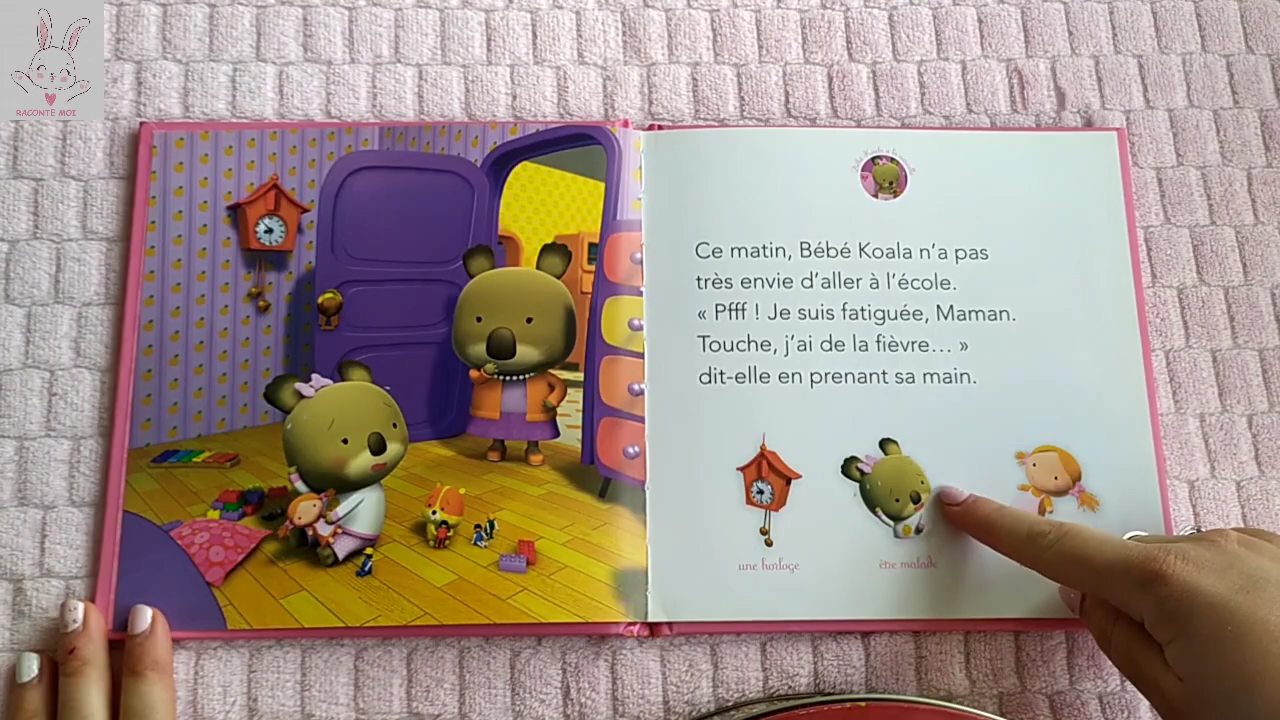 RACONTE MOI
Ce matin, Bébé Koala n'a pas
très envie d'aller à l'école.
« Pfff ! Je suis fatiguée, Maman.
Touche, j'ai de la fièvre… »
dit-elle en prenant sa main.
une horloge
être malade